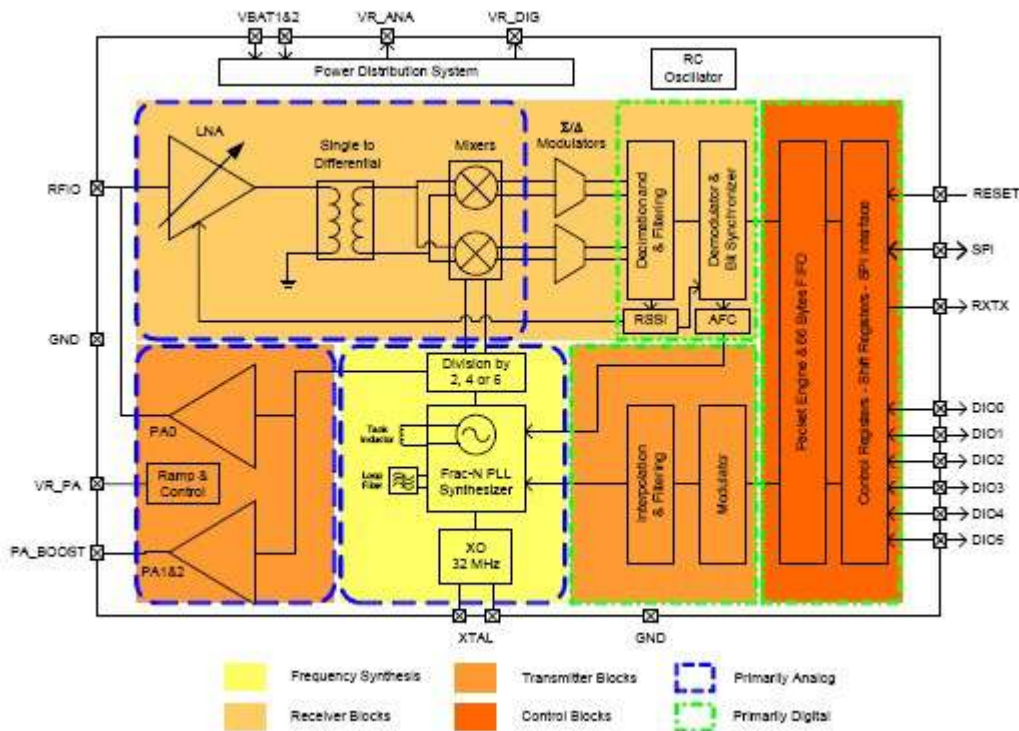 VBAT1&2
VR_ANA
VR_DIG
Power Distribution System
RC
Oscillator
LNA
Single to
Differential
Mixers
Σ/Δ
Modulators
Decimation and
& Filtering
Demodulator &
Bit Synchronizer
RFIO
RESET
SPI
RXTX
RSSI
AFC
GND
Division by
2, 4 or 6
Packet Engine & 66 Bytes FIFO
Control Registers - Shift Registers - SPI Interface
PA0
Tank
Inductor
Frac-N PLL
Synthesizer
Loop
Filter
Interpolation
& Filtering
Modulator
DIO0
DIO1
DIO2
DIO3
DIO4
DIO5
VR_PA
Ramp &
Control
PA_BOOST
PA1&2
XO
32 MHz
XTAL
GND
Frequency Synthesis
Transmitter Blocks
Primarily Analog
Receiver Blocks
Control Blocks
Primarily Digital